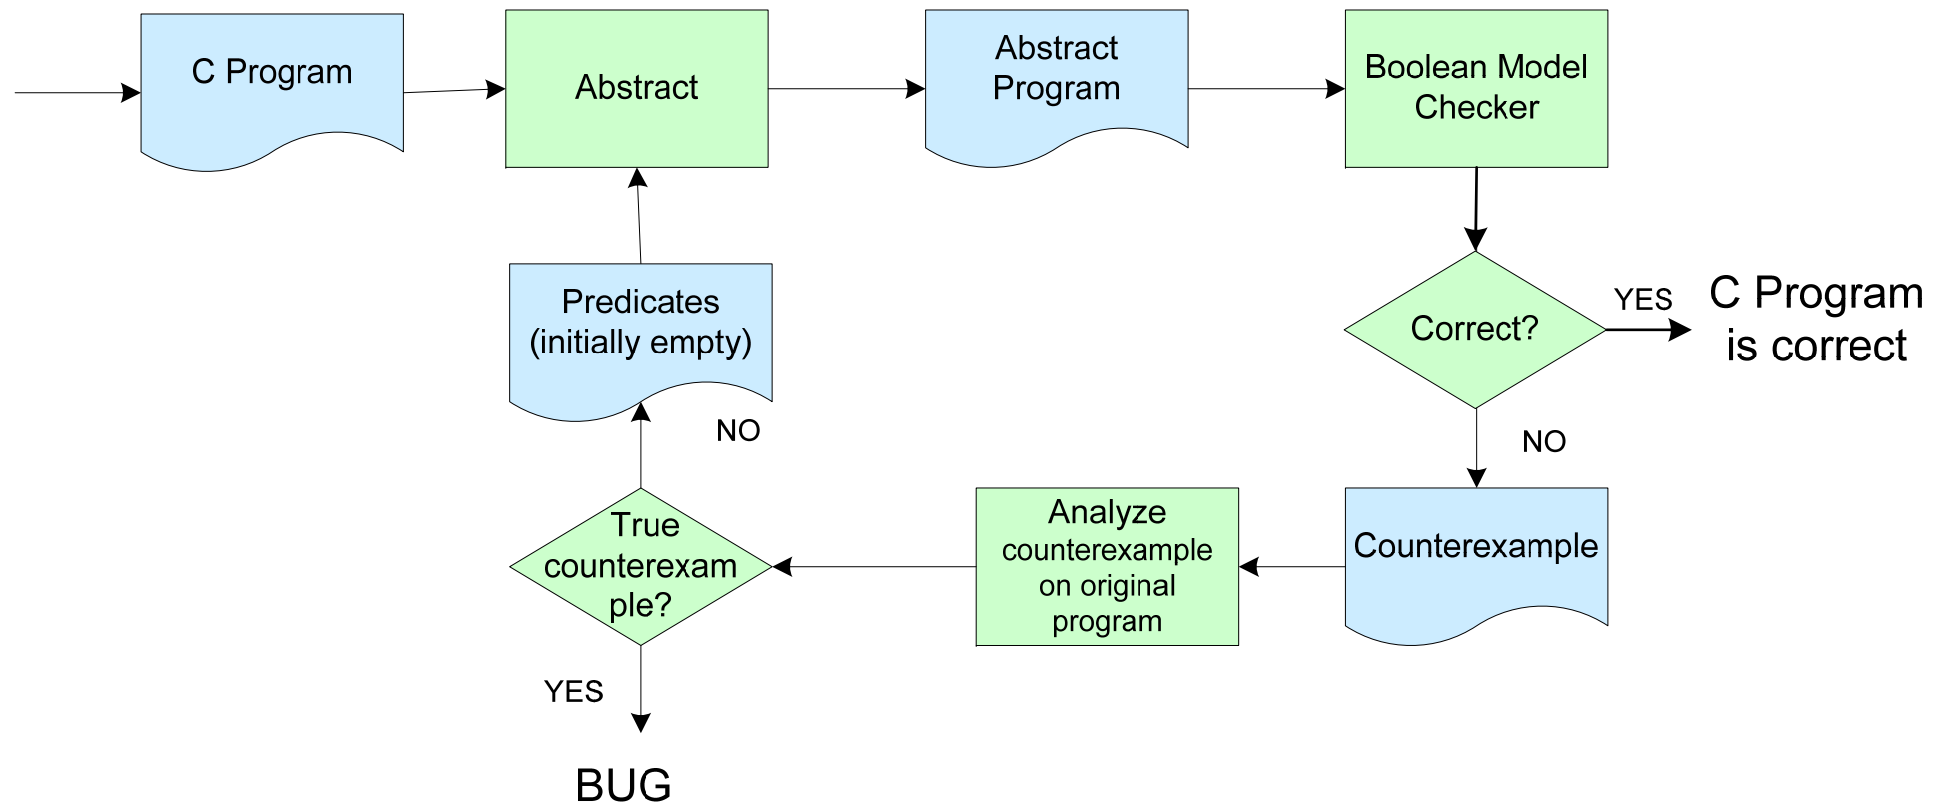 C Program
Abstract
Abstract
Program
Boolean Model
Checker
Predicates
(initially empty)
Correct?
YES
C Program
is correct
NO
NO
True
counterexam
ple?
Analyze
counterexample
on original
program
Counterexample
YES
BUG